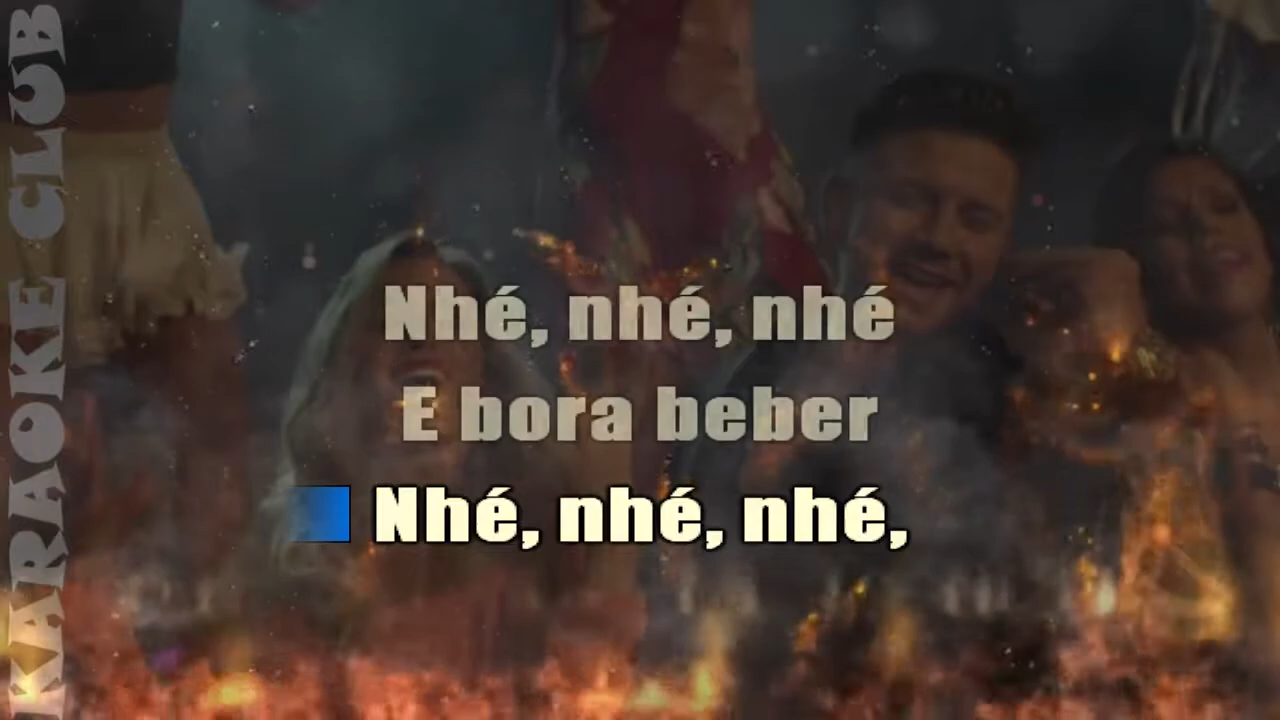 KARAOKE CLUB
Nhé, nhé, nhé
E bora beber
Nhé, nhé, nhé,